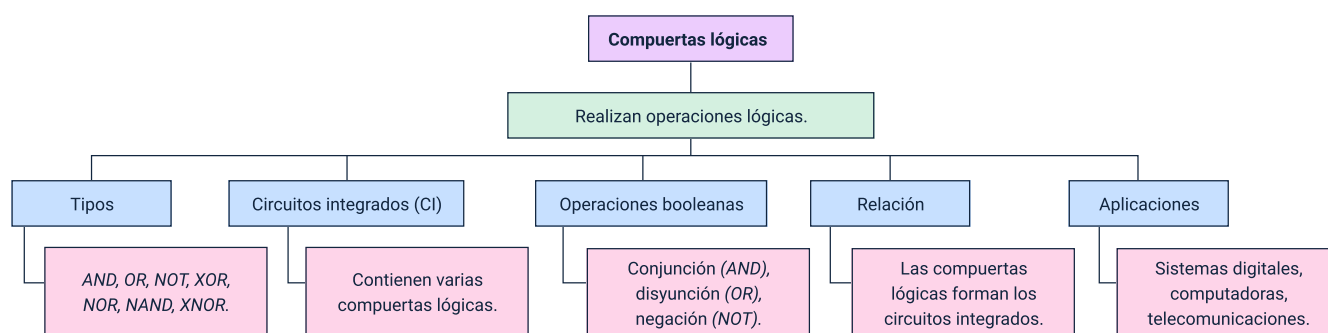 Compuertas lógicas
Realizan operaciones lógicas.
Tipos
Circuitos integrados (CI)
Operaciones booleanas
Relación
Aplicaciones
AND, OR, NOT, XOR,
NOR, NAND, XNOR.
Contienen varias
compuertas lógicas.
Conjunción (AND),
disyunción (OR),
negación (NOT).
Las compuertas
lógicas forman los
circuitos integrados.
Sistemas digitales,
computadoras,
telecomunicaciones.